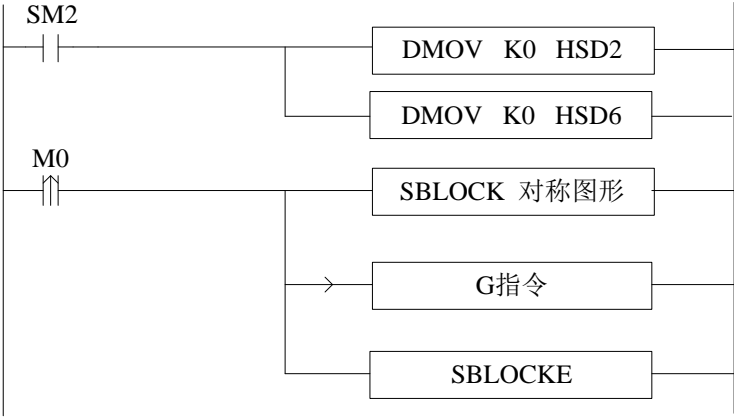 SM2
DMOV K0 HSD2
DMOV K0 HSD6
M0
SBLOCK 对称图形
G指令
SBLOCKE